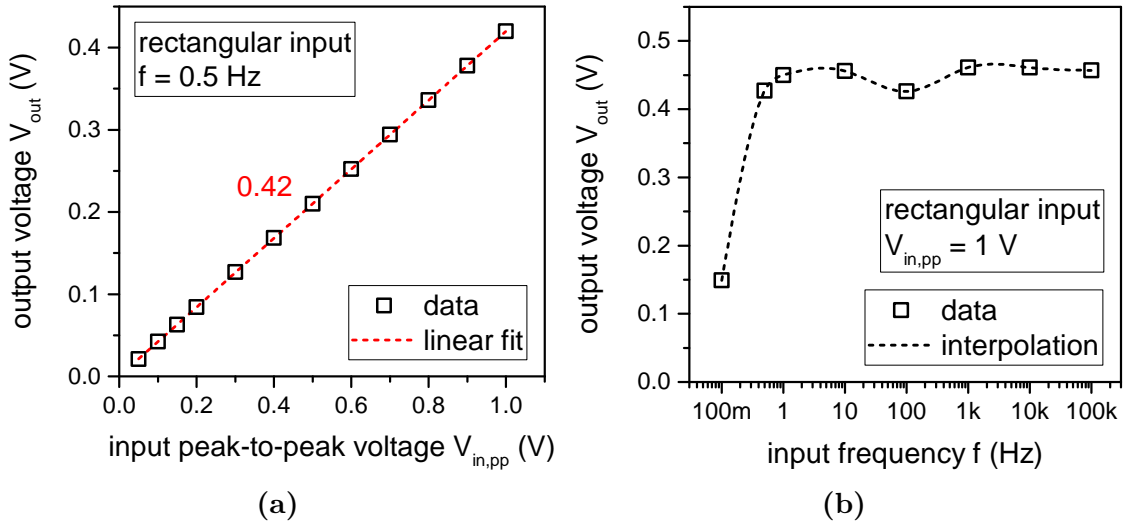 rectangular input
f = 0.5 Hz
0.42
data
linear fit
output voltage V_out (V)
0.4
0.3
0.2
0.1
0.0
0.0 0.2 0.4 0.6 0.8 1.0
input peak-to-peak voltage V_in,pp (V)
(a)
rectangular input
V_in,pp = 1 V
data
interpolation
output voltage V_out (V)
0.5
0.4
0.3
0.2
0.1
0.0
100m 1 10 100 1k 10k 100k
input frequency f (Hz)
(b)